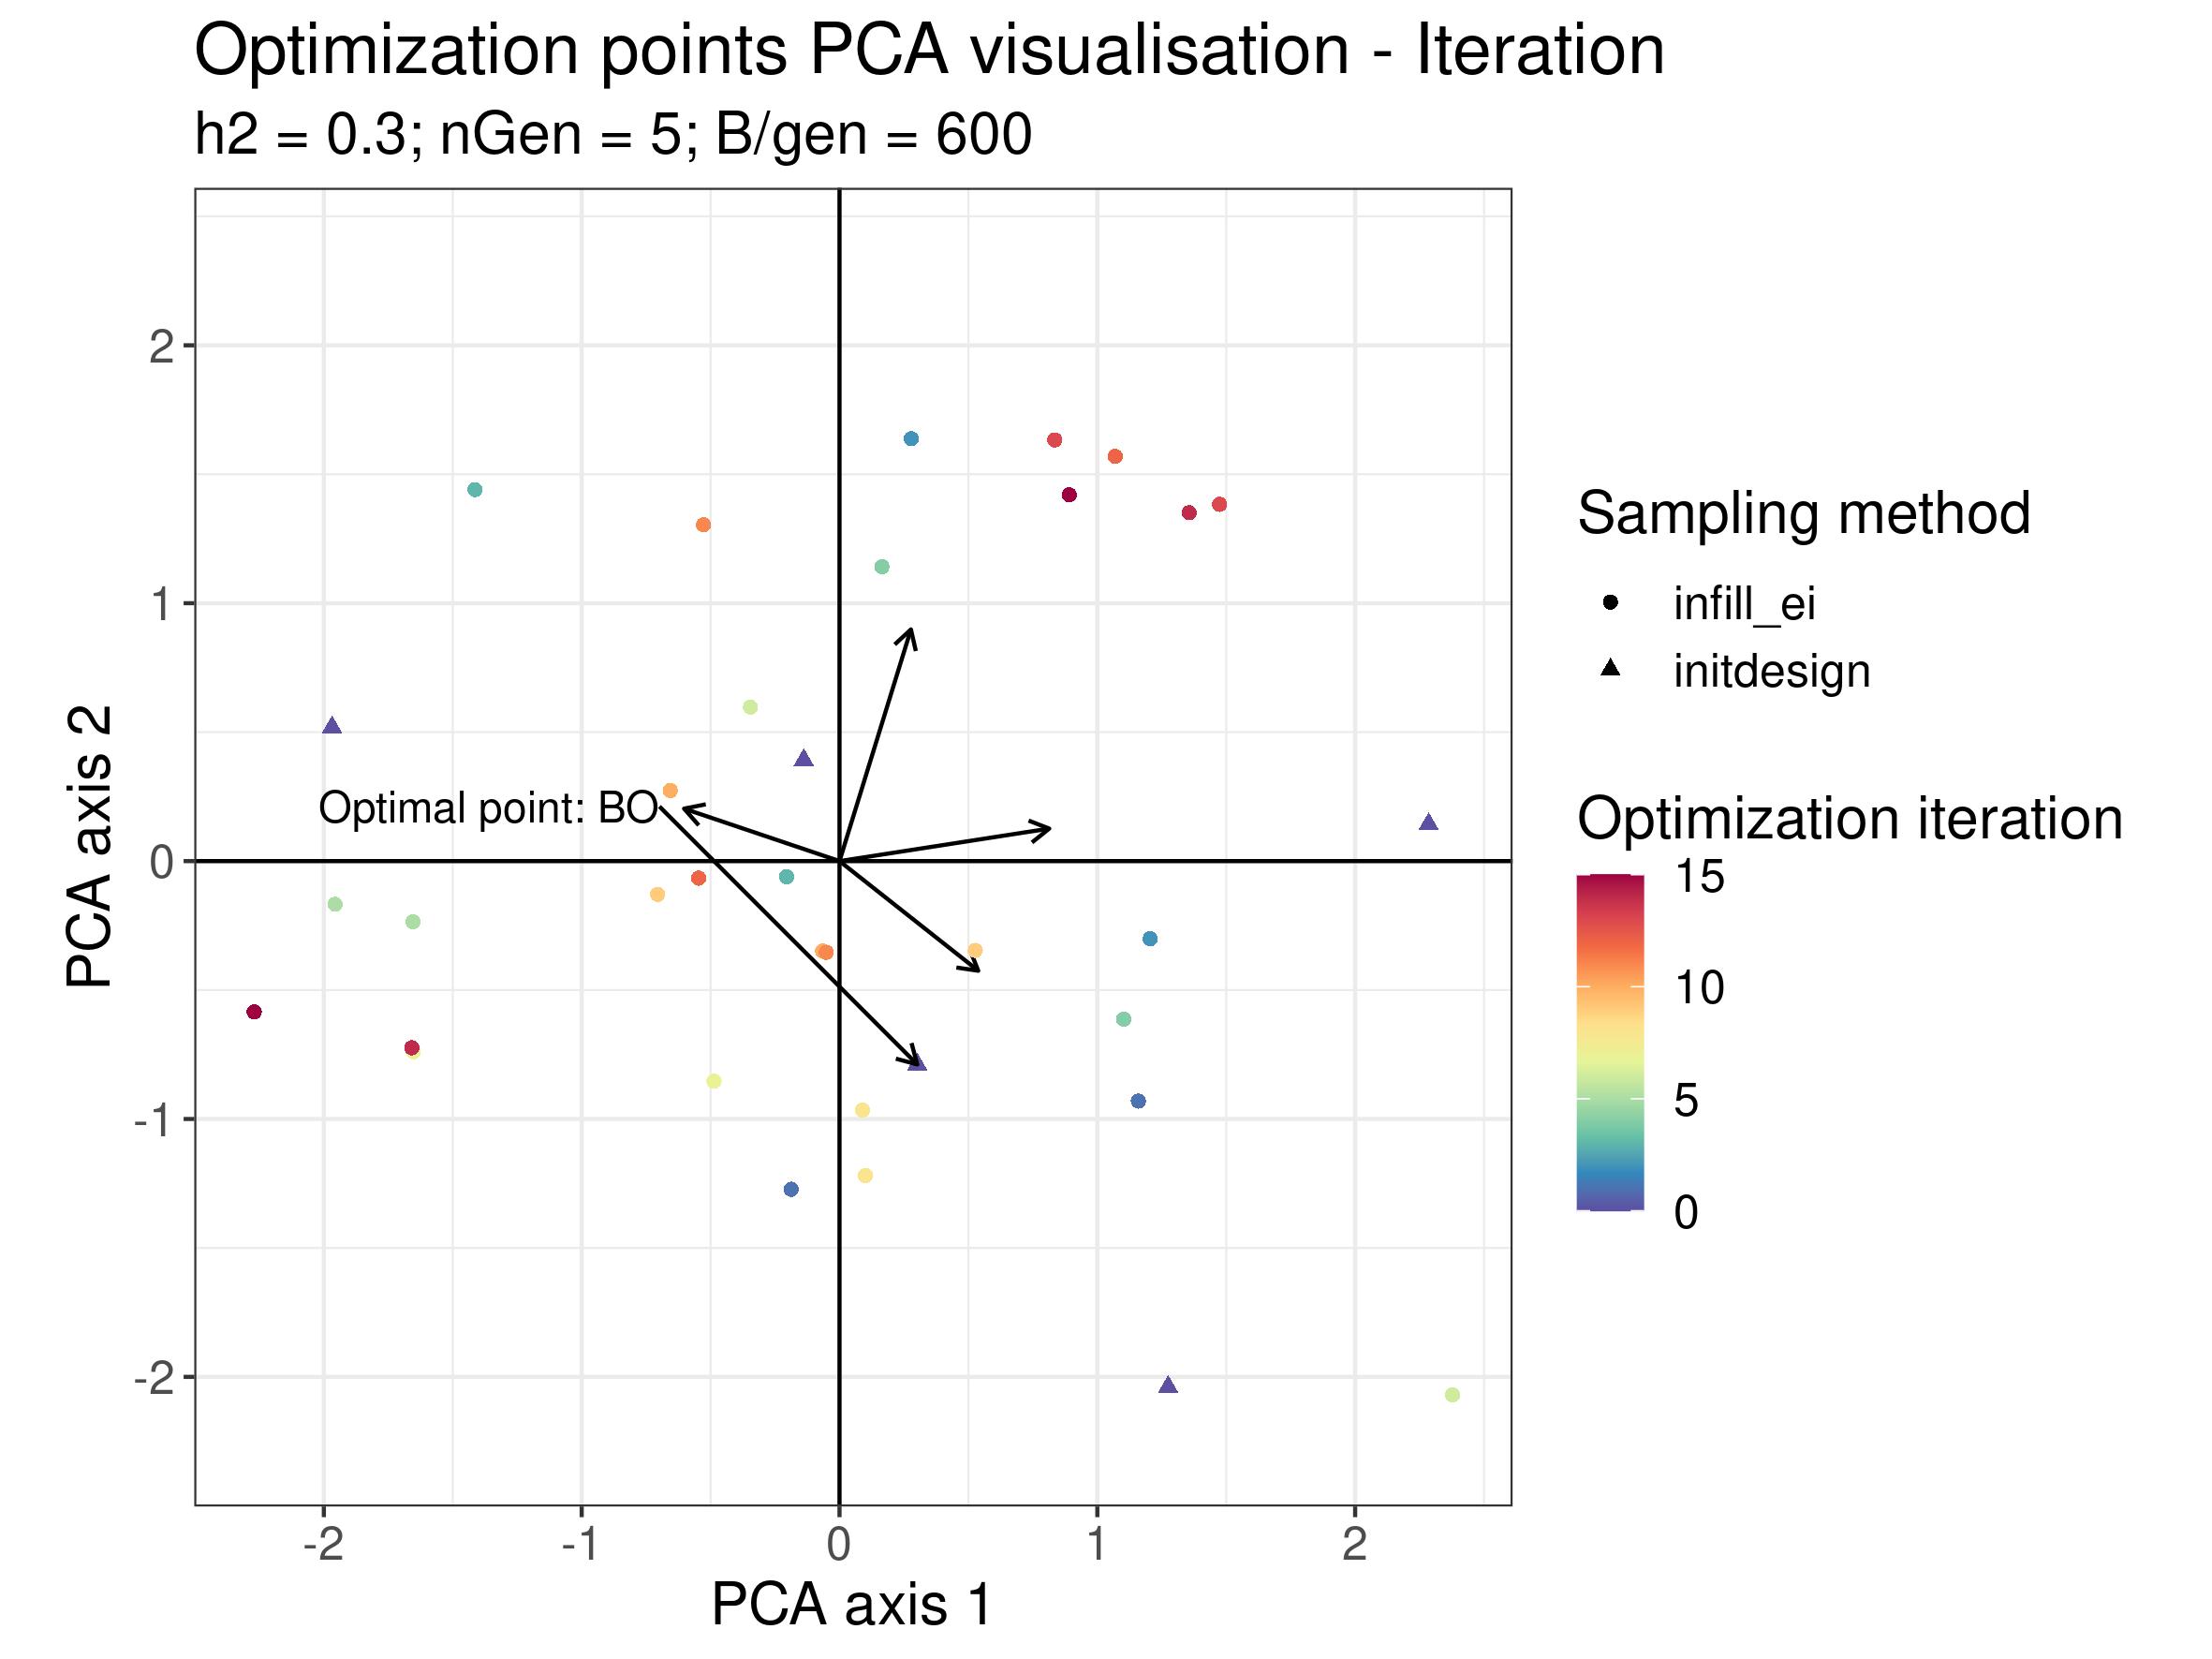 Optimization points PCA visualisation - Iteration
h2 = 0.3; nGen = 5; B/gen = 600
PCA axis 2
2
1
0
-1
-2
Optimal point: BO
-2
-1
0
1
2
PCA axis 1
Sampling method
infill_ei
initdesign
Optimization iteration
15
10
5
0